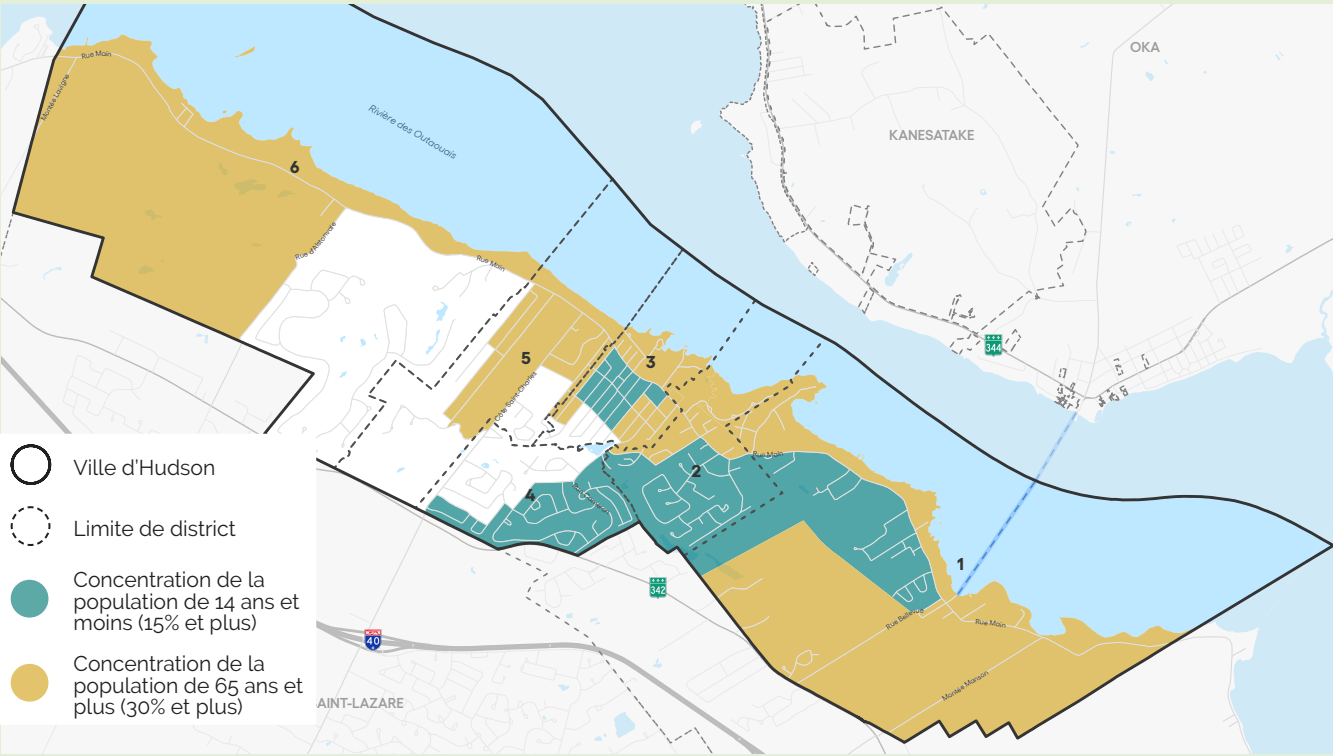 OKA
Rue Main
Montée Lavigne
Rivière des Outaouais
KANESATAKE
6
Rue d'Alstonvale
Rue Main
344
5
3
Côte Saint-Charles
Rue Main
2
4
1
342
Rue Bellevue
Rue Main
Montée Manson
40
SAINT-LAZARE
Ville d'Hudson
Limite de district
Concentration de la
population de 14 ans et
moins (15% et plus)
Concentration de la
population de 65 ans et
plus (30% et plus)